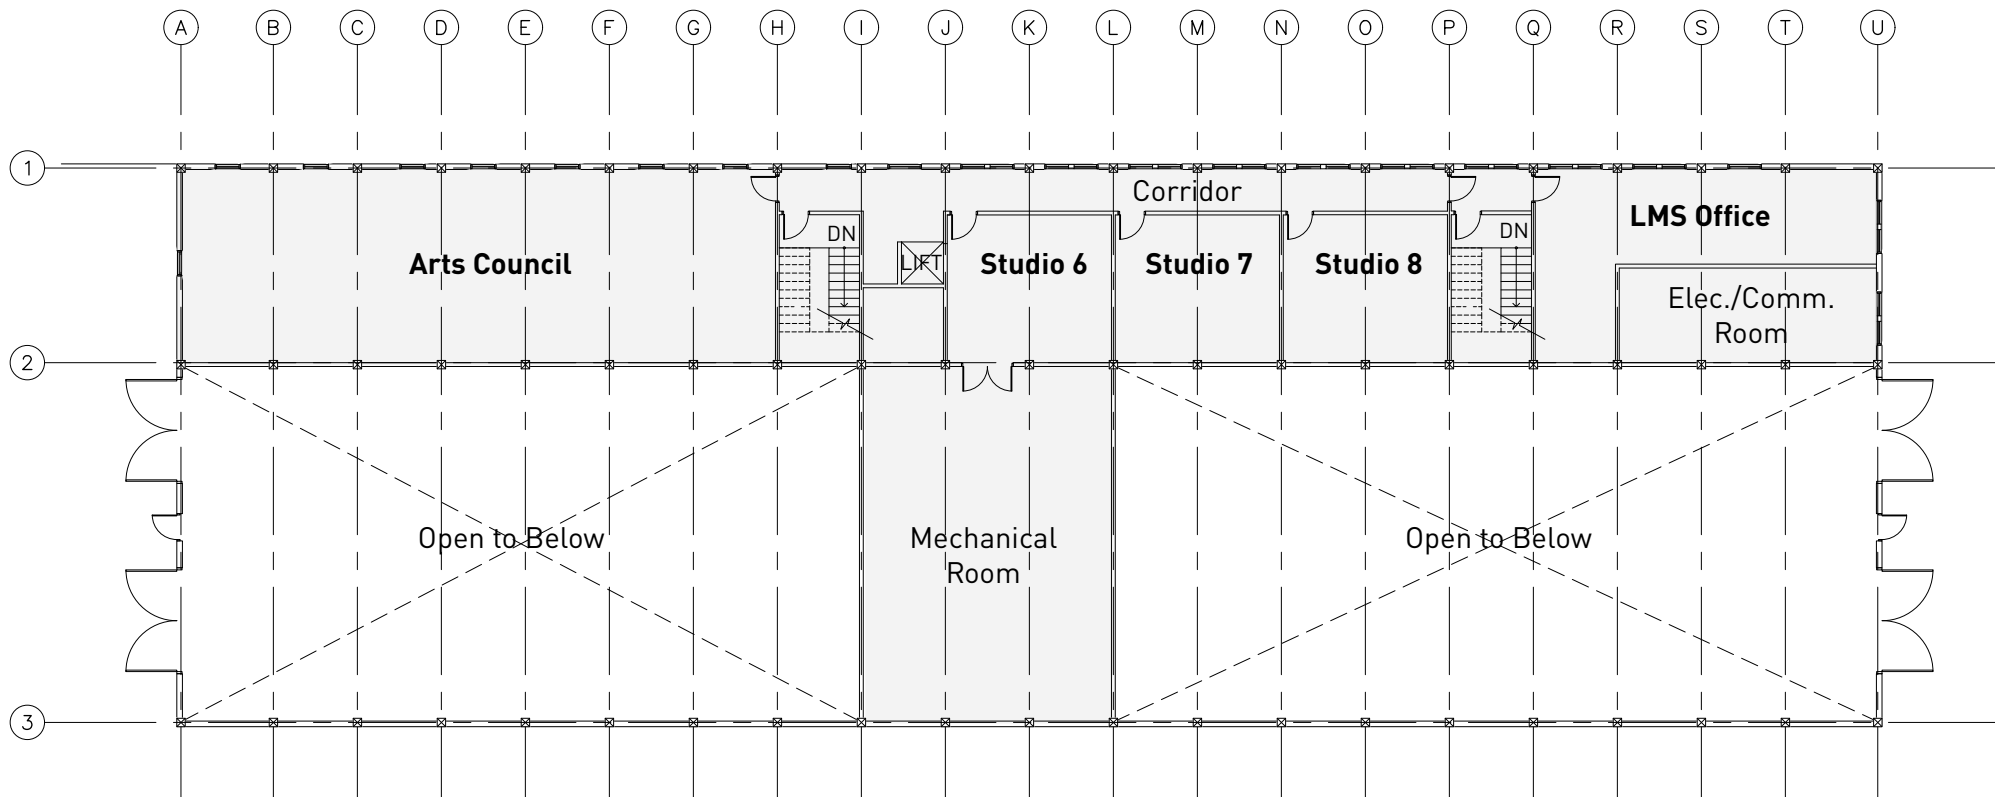 A B C D E F G H I J K L M N O P Q R S T U
1
Corridor
LMS Office
DN
DN
Arts Council
LIFT
Studio 6
Studio 7
Studio 8
Elec./Comm.
Room
2
Open to Below
Mechanical
Room
Open to Below
3